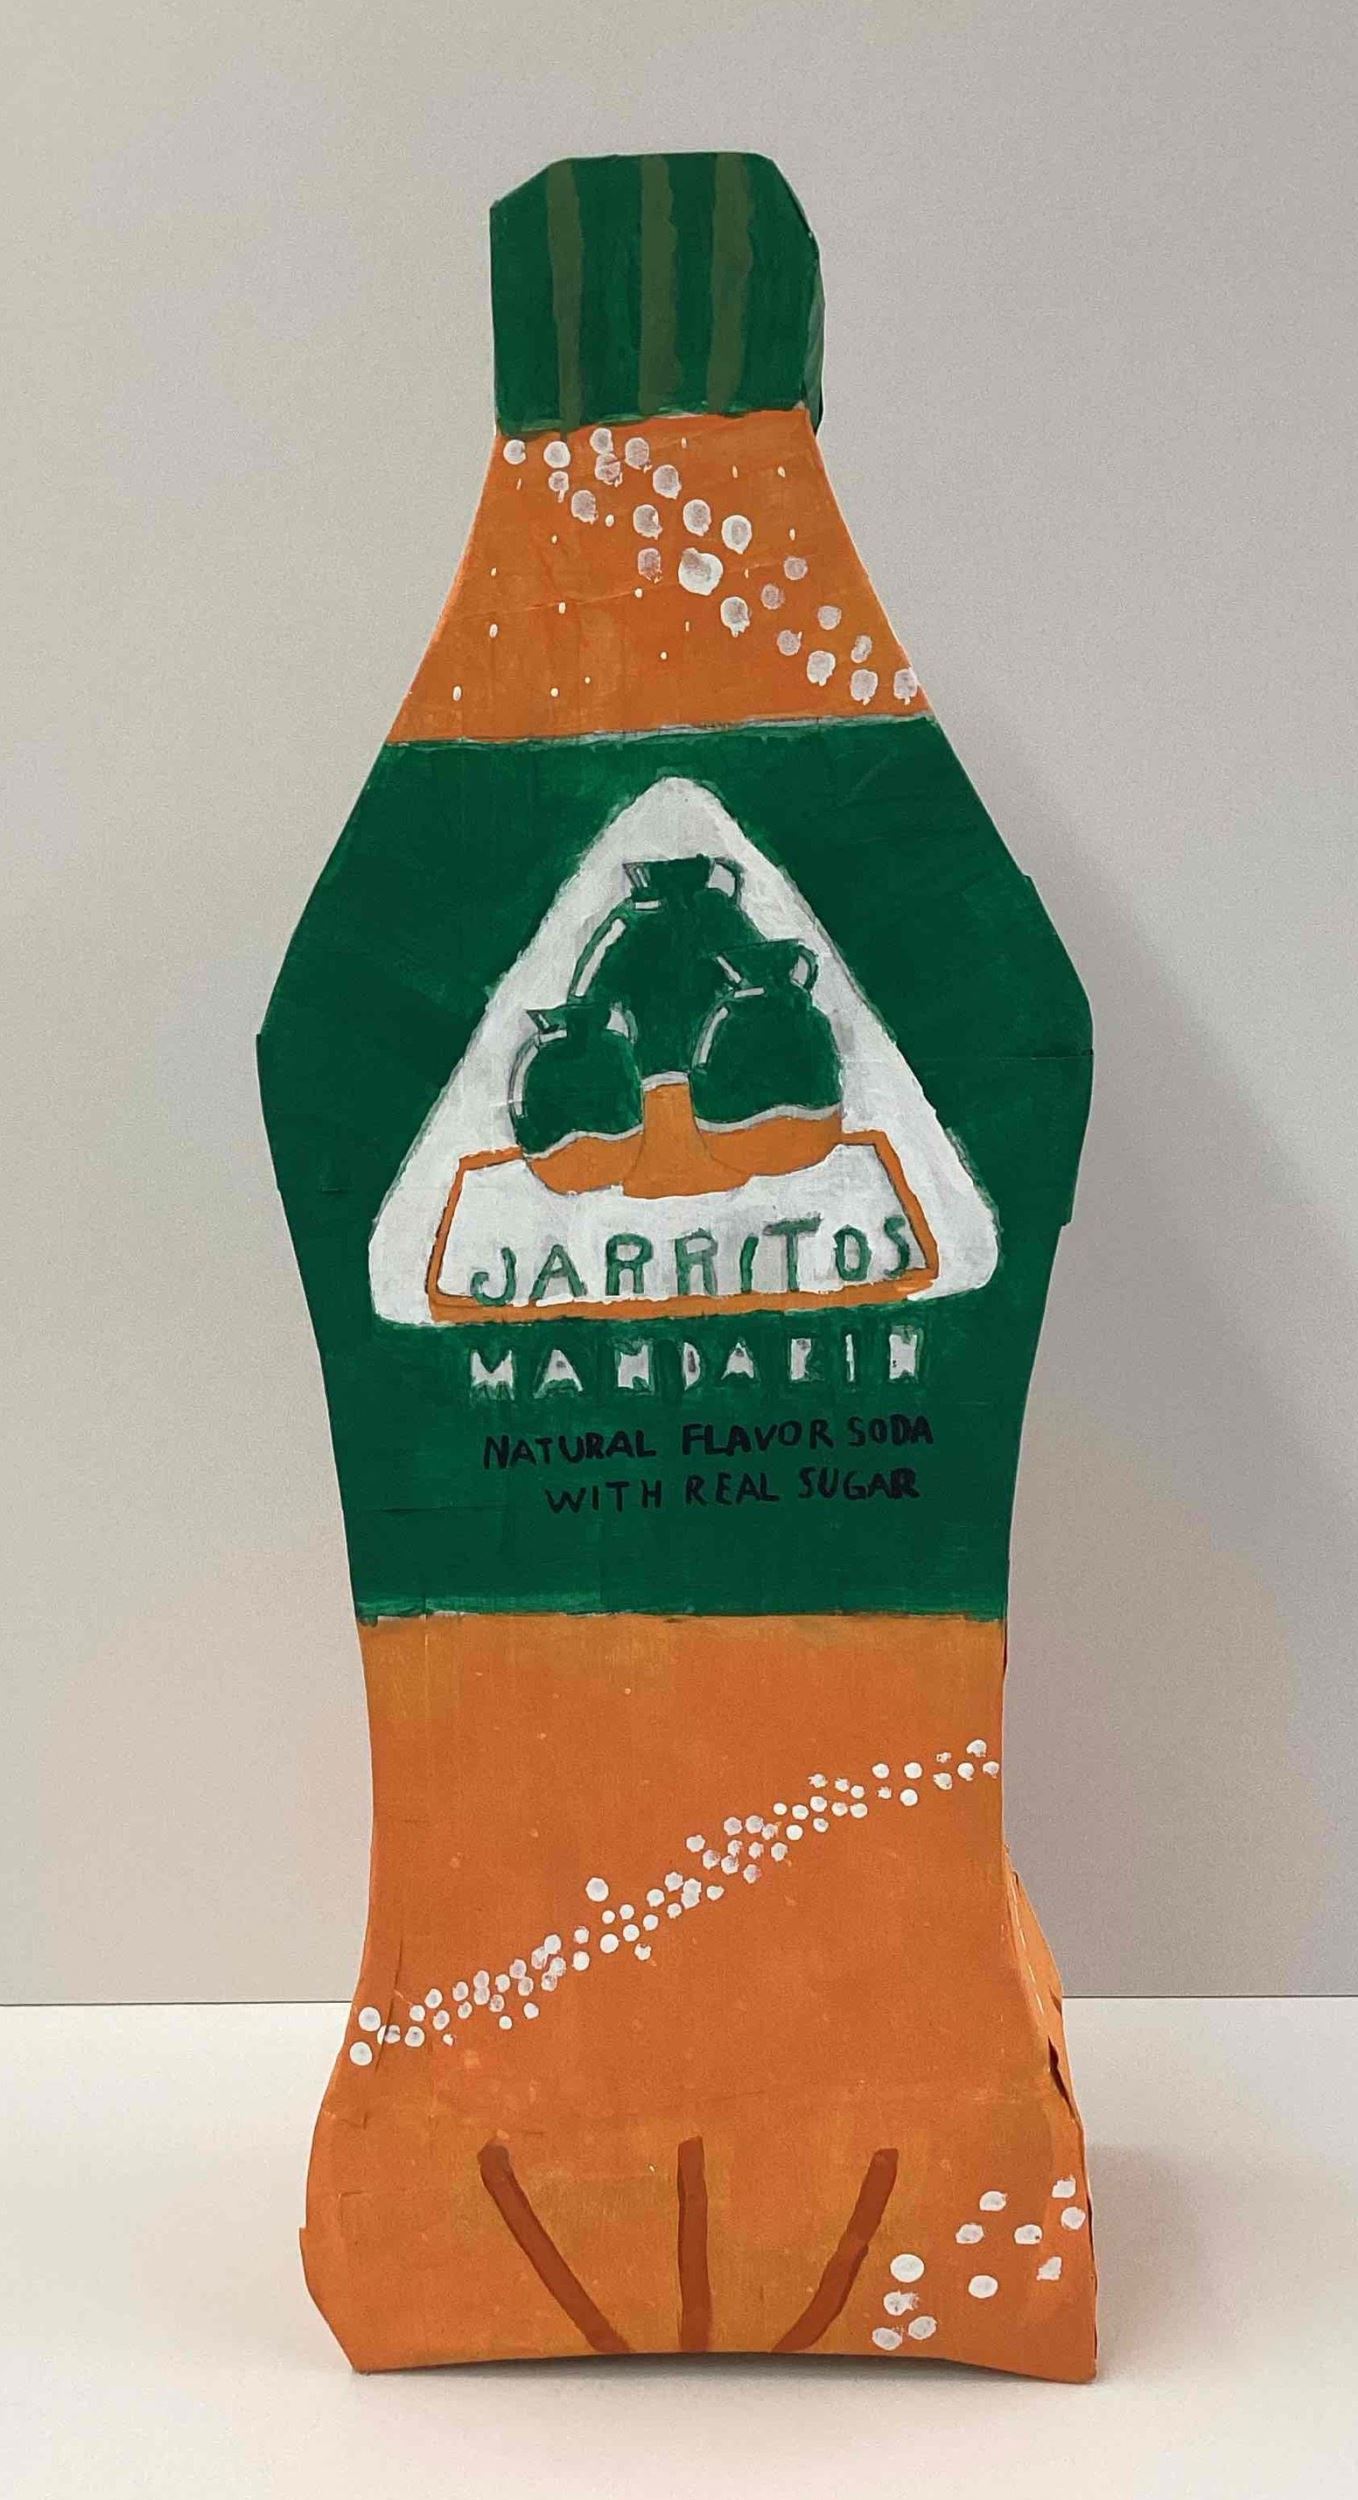 JARRITOS
MANDARIN
NATURAL FLAVOR SODA
WITH REAL SUGAR